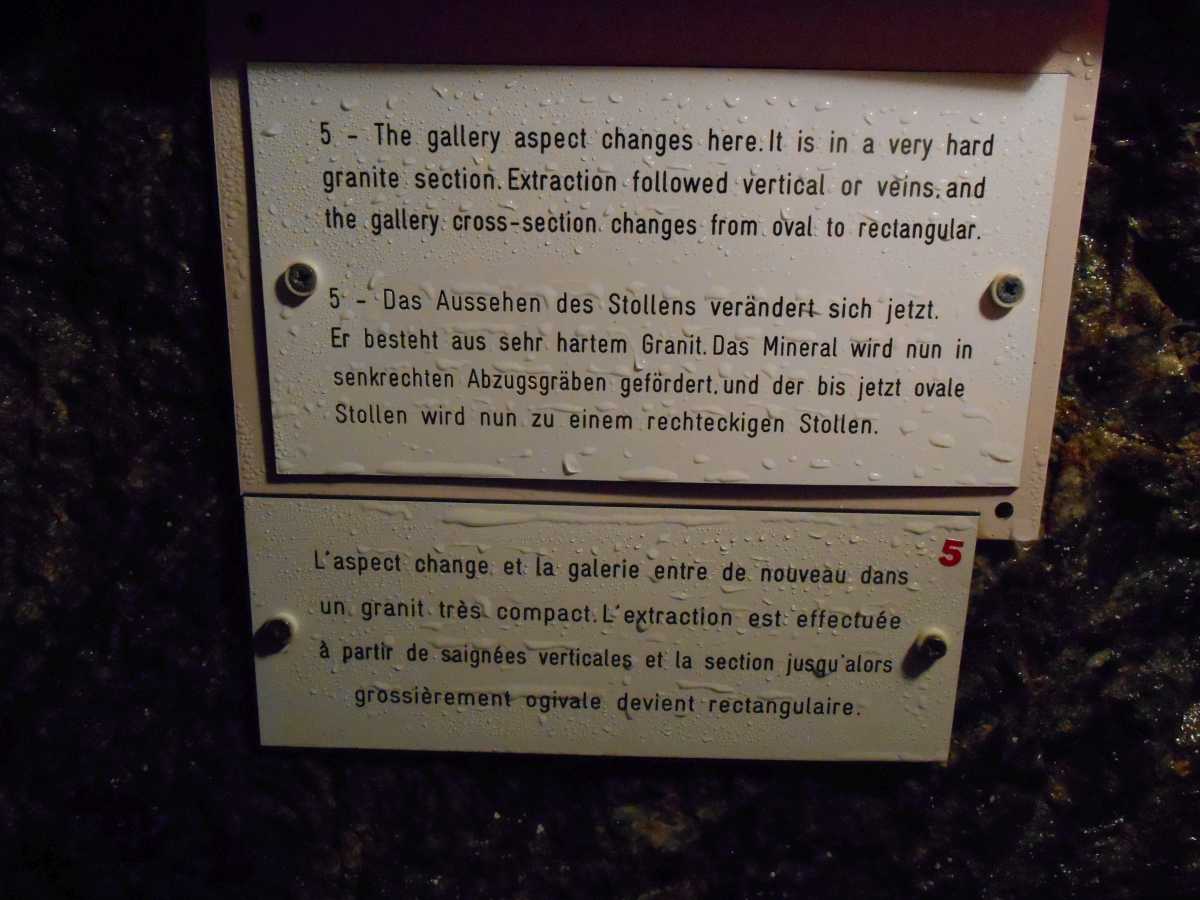 5 - The gallery aspect changes here. It is in a very hard
granite section. Extraction followed vertical or veins, and
the gallery cross-section changes from oval to rectangular.
5 - Das Aussehen des Stollens verändert sich jetzt.
Er besteht aus sehr hartem Granit. Das Mineral wird nun in
senkrechten Abzugsgräben gefördert, und der bis jetzt ovale
Stollen wird nun zu einem rechteckigen Stollen.
5
L'aspect change et la galerie entre de nouveau dans
un granit très compact. L'extraction est effectuée
à partir de saignées verticales et la section jusqu'alors
grossièrement ogivale devient rectangulaire.